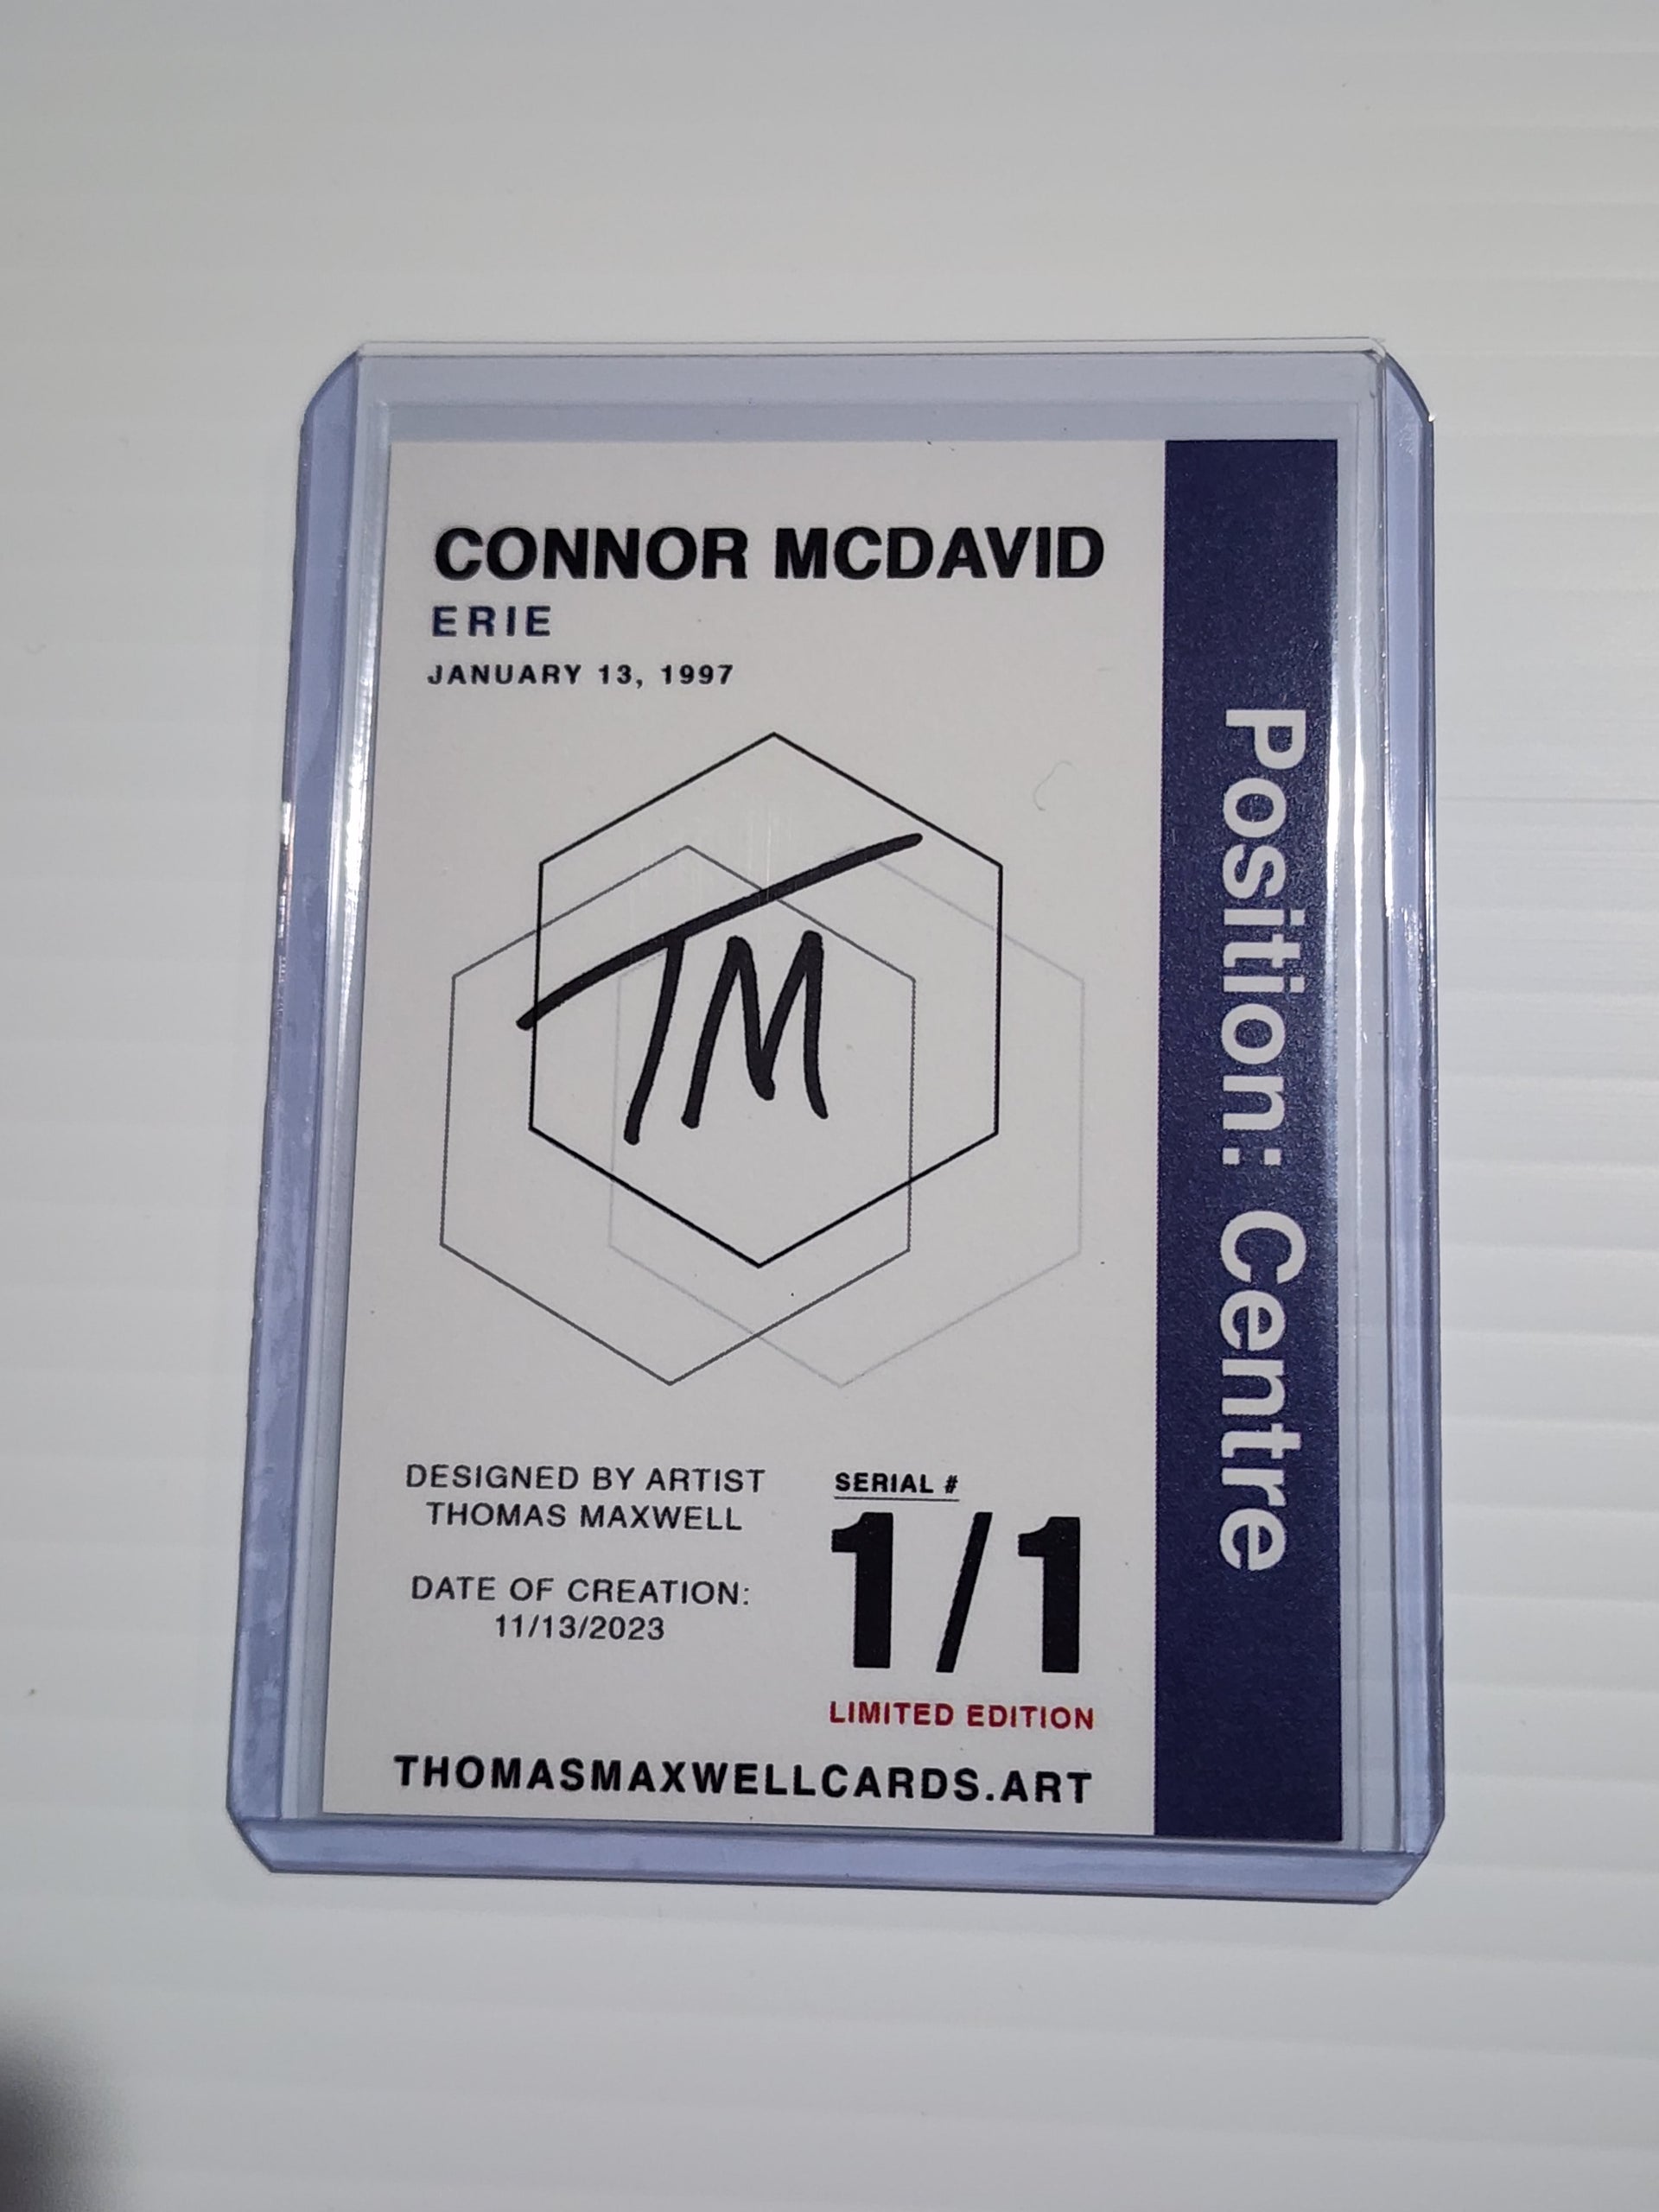 CONNOR MCDAVID
ERIE
JANUARY 13, 1997
TM
DESIGNED BY ARTIST
THOMAS MAXWELL
DATE OF CREATION:
11/13/2023
SERIAL #
1/1
LIMITED EDITION
THOMASMAXWELLCARDS.ART
Position: Centre